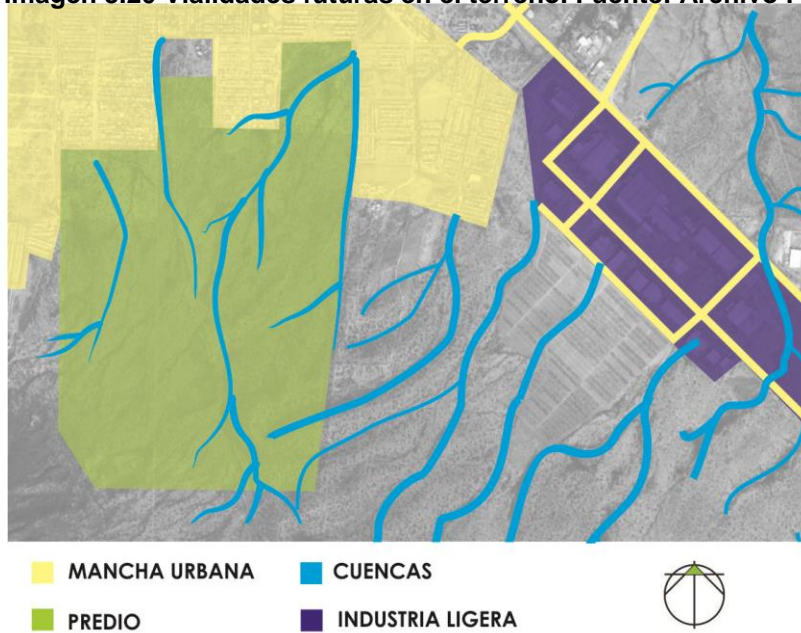 Vialidades futuras en el terreno. Fuente: Archivo
MANCHA URBANA
CUENCAS
PREDIO
INDUSTRIA LIGERA